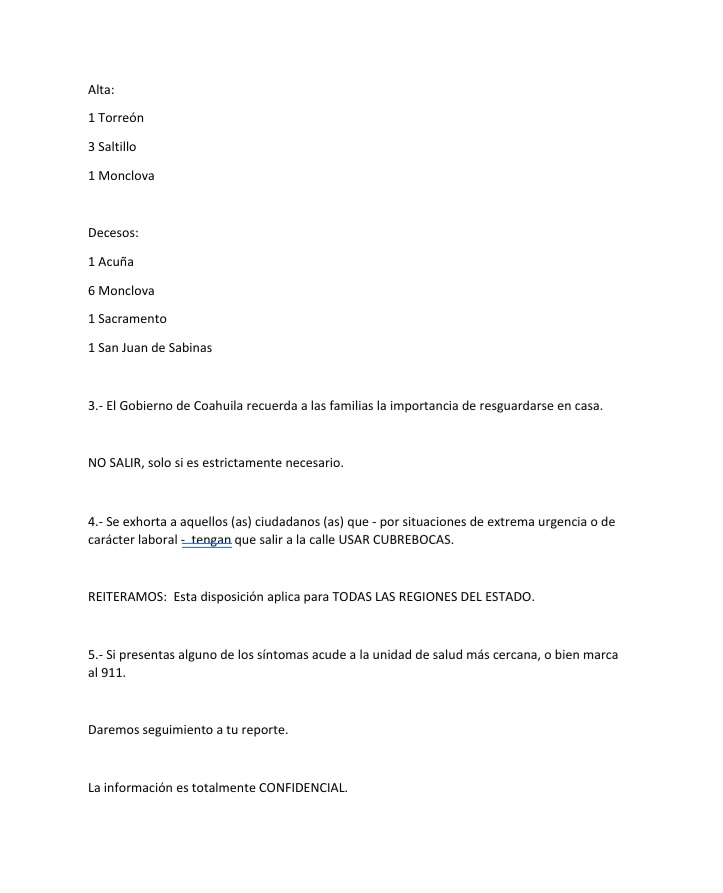 Alta:
1 Torreón
3 Saltillo
1 Monclova
Decesos:
1 Acuña
6 Monclova
1 Sacramento
1 San Juan de Sabinas
3.- El Gobierno de Coahuila recuerda a las familias la importancia de resguardarse en casa.
NO SALIR, solo si es estrictamente necesario.
4.- Se exhorta a aquellos (as) ciudadanos (as) que - por situaciones de extrema urgencia o de
carácter laboral -  tengan que salir a la calle USAR CUBREBOCAS.
REITERAMOS:  Esta disposición aplica para TODAS LAS REGIONES DEL ESTADO.
5.- Si presentas alguno de los síntomas acude a la unidad de salud más cercana, o bien marca
al 911.
Daremos seguimiento a tu reporte.
La información es totalmente CONFIDENCIAL.